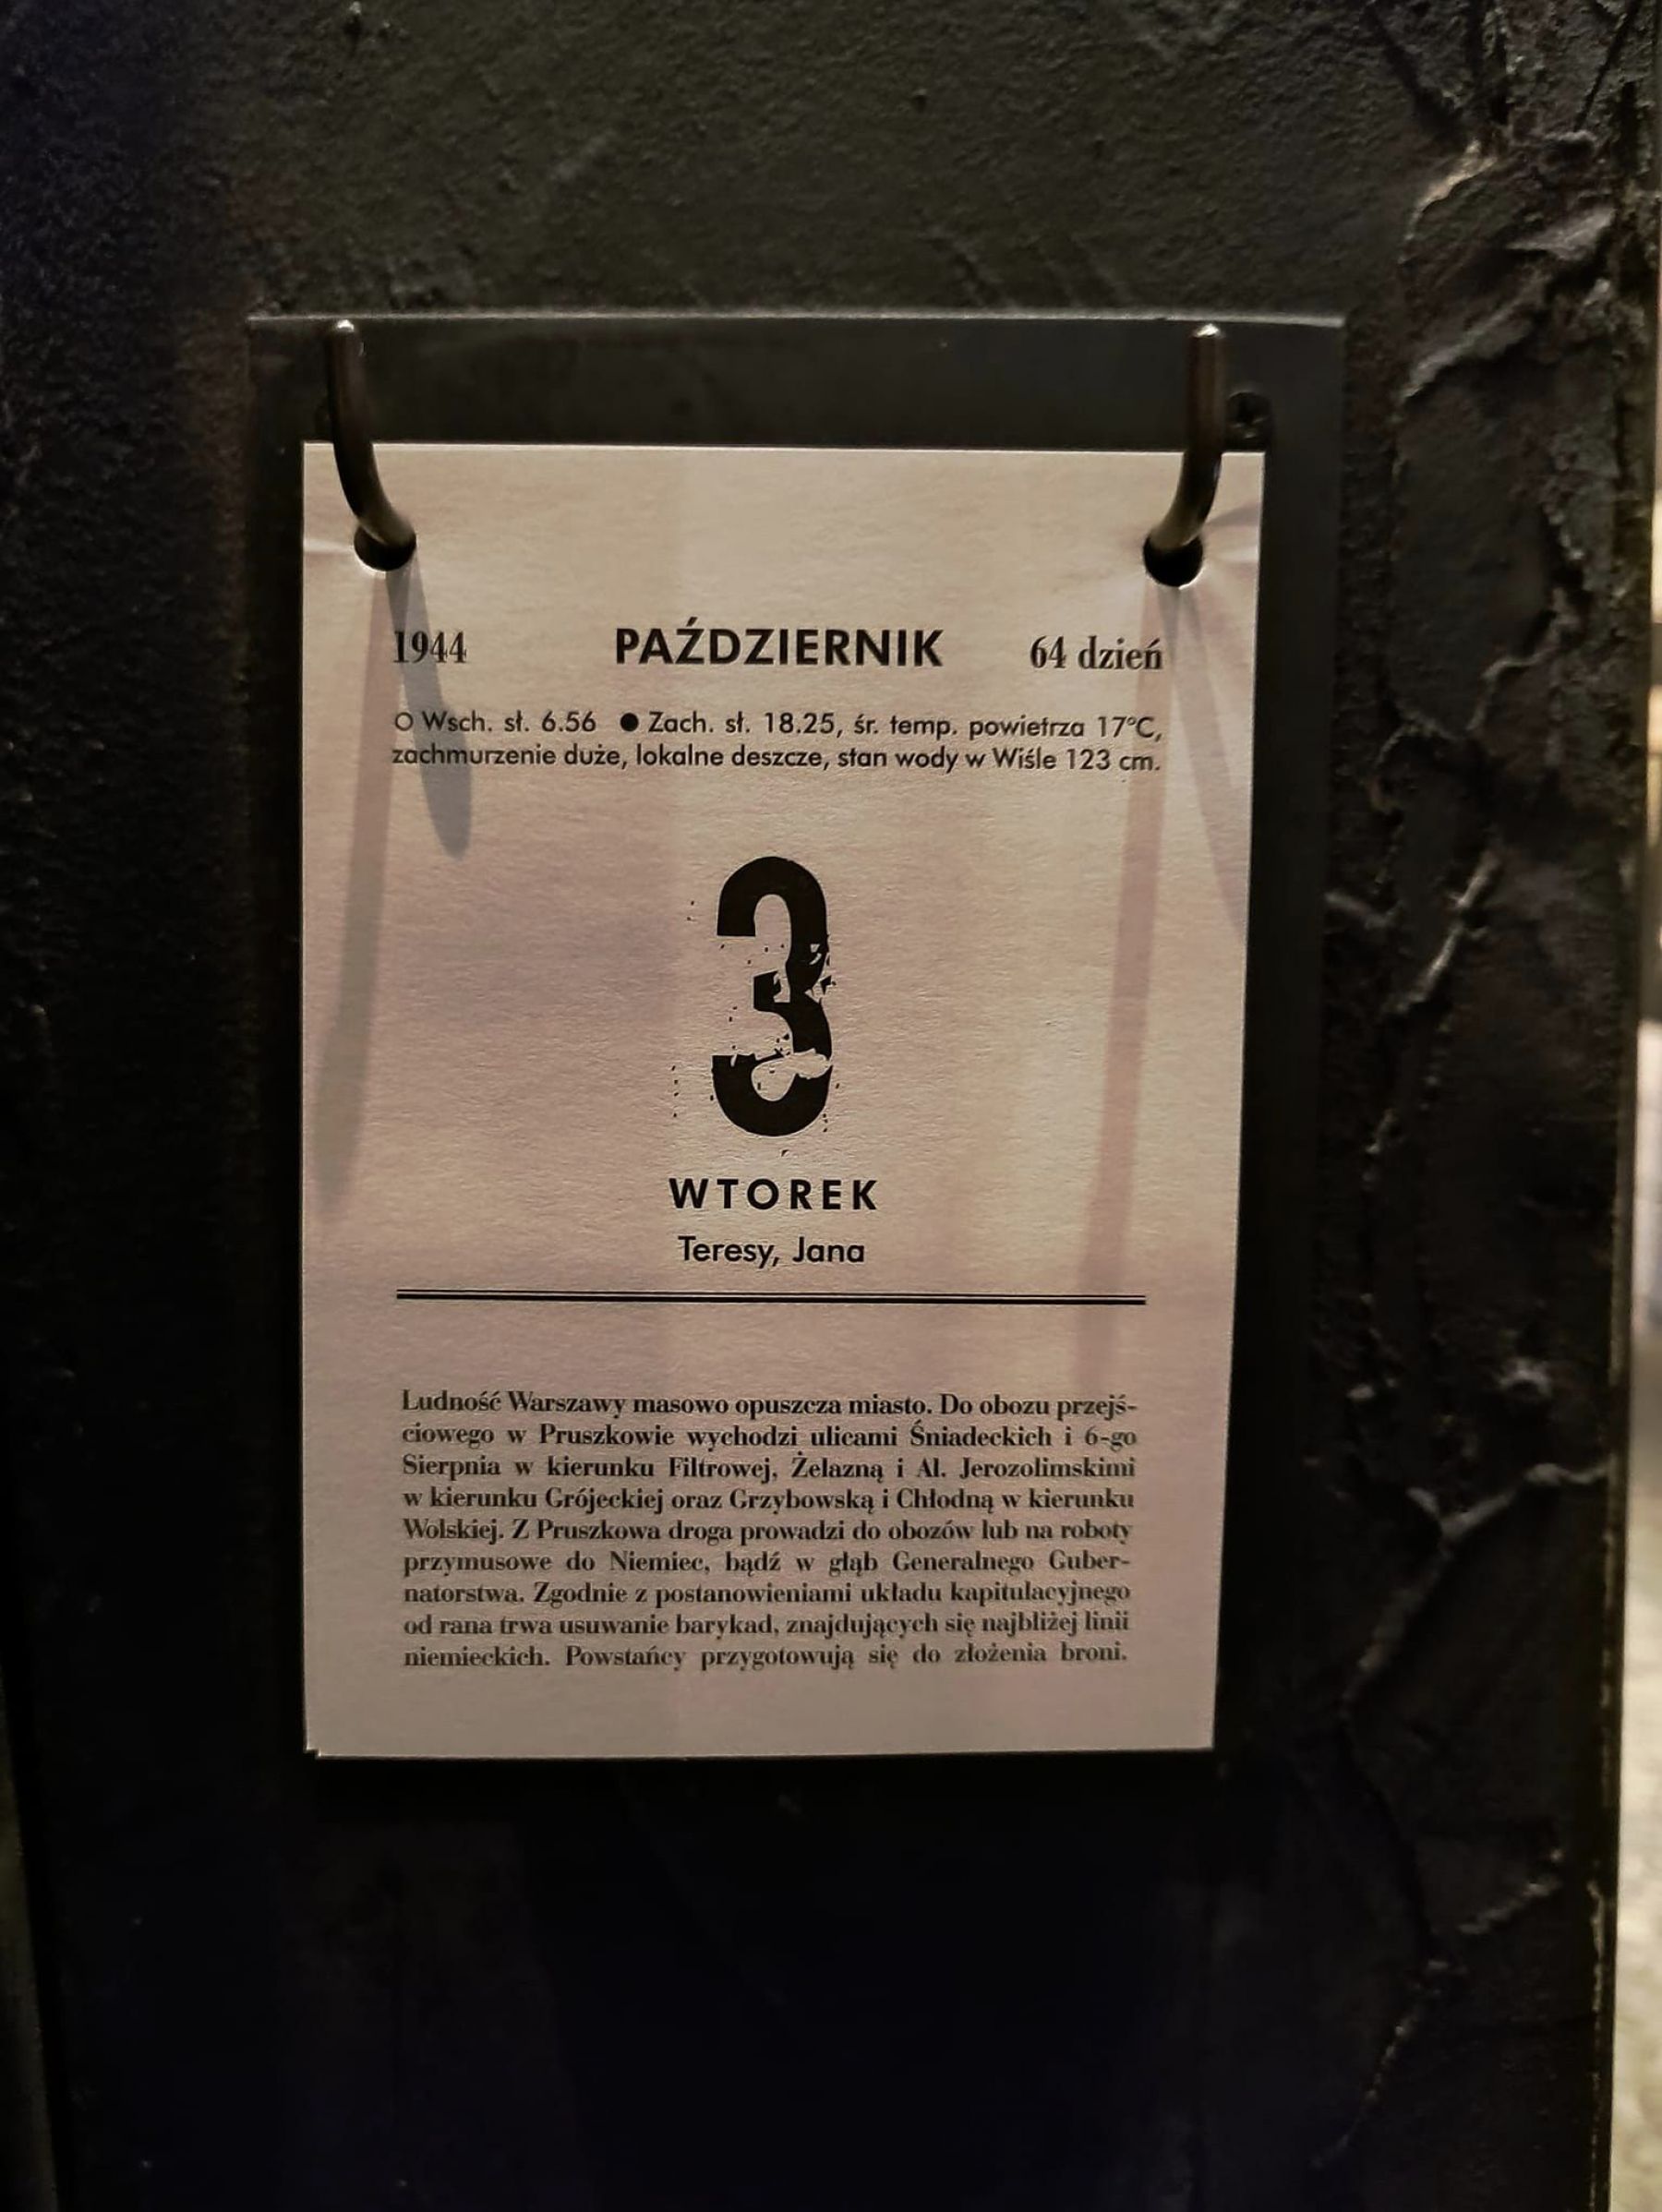 1944 PAŹDZIERNIK 64 dzień
○ Wsch. sł. 6.56 ● Zach. sł. 18.25, śr. temp. powietrza 17°C,
zachmurzenie duże, lokalne deszcze, stan wody w Wiśle 123 cm.
3
WTOREK
Teresy, Jana
Ludność Warszawy masowo opuszcza miasto. Do obozu przejś-
ciowego w Pruszkowie wychodzi ulicami Śniadeckich i 6-go
Sierpnia w kierunku Filtrowej, Żelazną i Al. Jerozolimskimi
w kierunku Grójeckiej oraz Grzybowską i Chłodną w kierunku
Wolskiej. Z Pruszkowa droga prowadzi do obozów lub na roboty
przymusowe do Niemiec, bądź w głąb Generalnego Guber-
natorstwa. Zgodnie z postanowieniami układu kapitulacyjnego
od rana trwa usuwanie barykad, znajdujących się najbliżej linii
niemieckich. Powstańcy przygotowują się do złożenia broni.